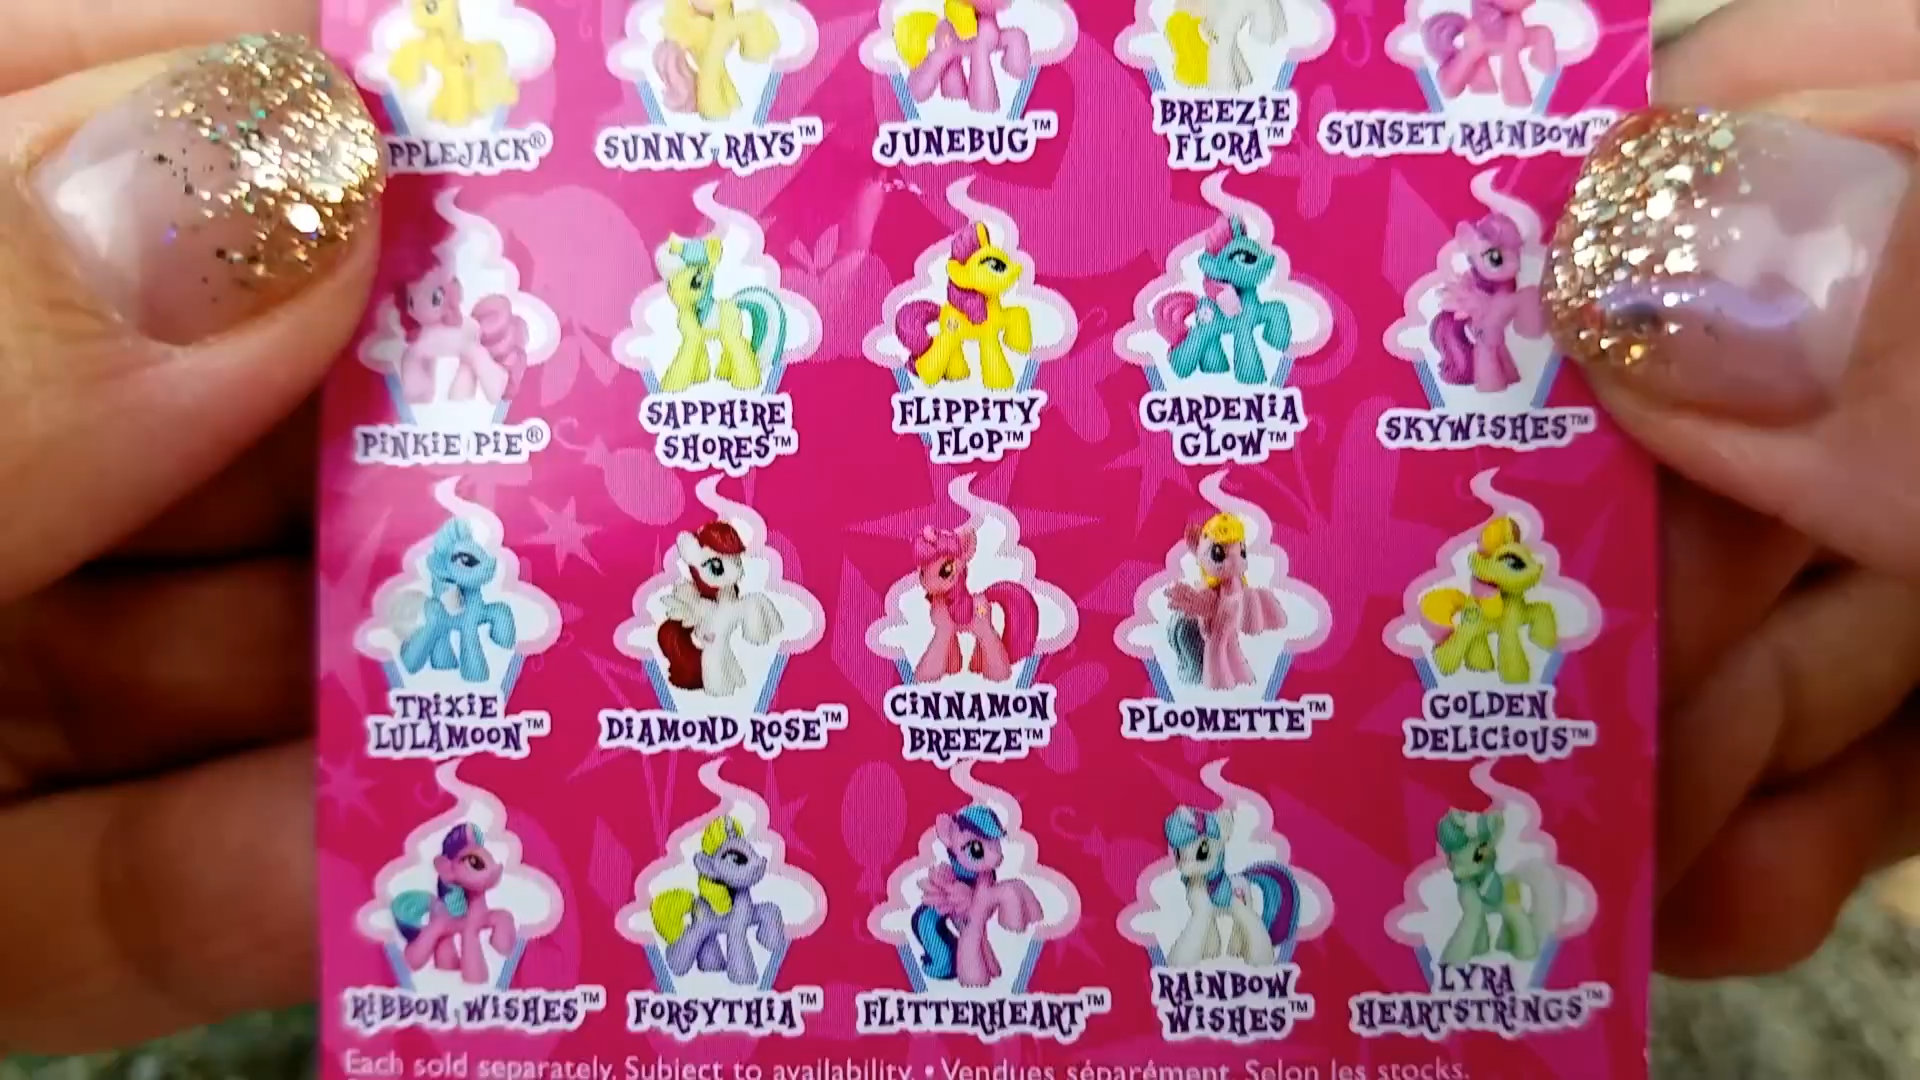 PPLEJACK®
SUNNY RAYS™
JUNEBUG™
BREEZIE
FLORA™
SUNSET RAINBOW™
PINKIE PIE®
SAPPHIRE
SHORES™
FLIPPITY
FLOP™
GARDENIA
GLOW™
SKYWISHES™
TRIXIE
LULAMOON™
DIAMOND ROSE™
CINNAMON
BREEZE™
PLOOMETTE™
GOLDEN
DELICIOUS™
RIBBON WISHES™
FORSYTHIA™
FLITTERHEART™
RAINBOW
WISHES™
LYRA
HEARTSTRINGS™
Each sold separately. Subject to availability. • Vendues séparément. Selon les stocks.